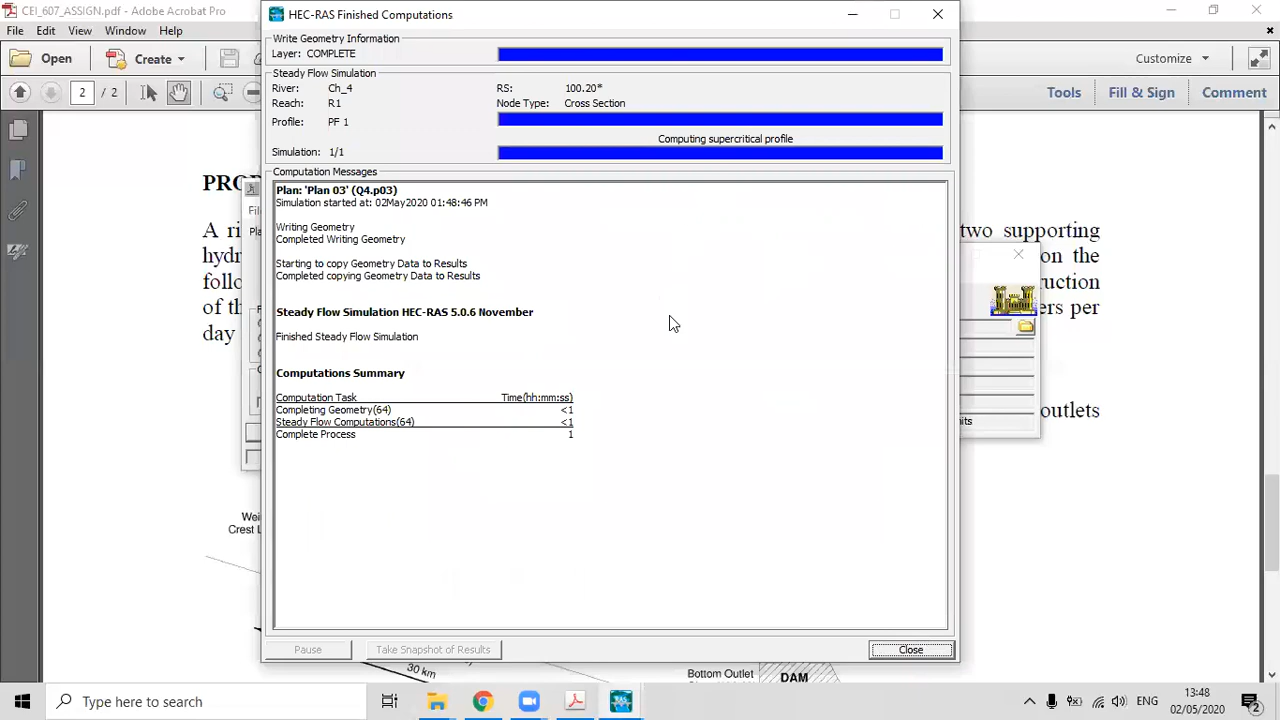 CEI_607_ASSIGN.pdf - Adobe Acrobat Pro
HEC-RAS Finished Computations
File Edit View Window Help
Open
Create
Customize
2 / 2
Tools
Fill & Sign
Comment
Write Geometry Information
Layer: COMPLETE
Steady Flow Simulation
River: Ch_4 RS: 100.20*
Reach: R1 Node Type: Cross Section
Profile: PF 1
Computing supercritical profile
Simulation: 1/1
Computation Messages
Plan: 'Plan 03' (Q4.p03)
Simulation started at: 02May2020 01:48:46 PM
Writing Geometry
Completed Writing Geometry
Starting to copy Geometry Data to Results
Completed copying Geometry Data to Results
Steady Flow Simulation HEC-RAS 5.0.6 November
Finished Steady Flow Simulation
Computations Summary
Computation Task Time(hh:mm:ss)
Completing Geometry(64) <1
Steady Flow Computations(64) <1
Complete Process 1
Pause
Take Snapshot of Results
Close
PRO
A ri two supporting
hydr on the
follo ruction
of th ers per
day
outlets
nits
Wei
Crest L
30 km
Bottom Outlet
DAM
Type here to search
ENG
13:48
02/05/2020
2